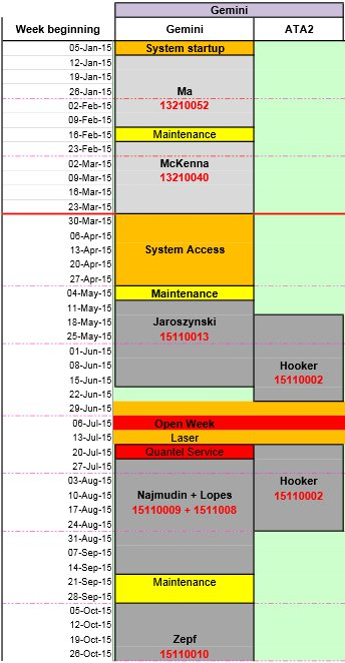 Gemini
Week beginning Gemini ATA2
05-Jan-15 System startup
12-Jan-15
19-Jan-15
26-Jan-15 Ma
02-Feb-15 13210052
09-Feb-15
16-Feb-15 Maintenance
23-Feb-15
02-Mar-15 McKenna
09-Mar-15 13210040
16-Mar-15
23-Mar-15
30-Mar-15
06-Apr-15
13-Apr-15 System Access
20-Apr-15
27-Apr-15
04-May-15 Maintenance
11-May-15
18-May-15 Jaroszynski
25-May-15 15110013
01-Jun-15
08-Jun-15 Hooker
15-Jun-15 15110002
22-Jun-15
29-Jun-15
06-Jul-15 Open Week
13-Jul-15 Laser
20-Jul-15 Quantel Service
27-Jul-15
03-Aug-15 Hooker
10-Aug-15 Najmudin + Lopes 15110002
17-Aug-15 15110009 + 1511008
24-Aug-15
31-Aug-15
07-Sep-15
14-Sep-15
21-Sep-15 Maintenance
28-Sep-15
05-Oct-15
12-Oct-15
19-Oct-15 Zepf
26-Oct-15 15110010